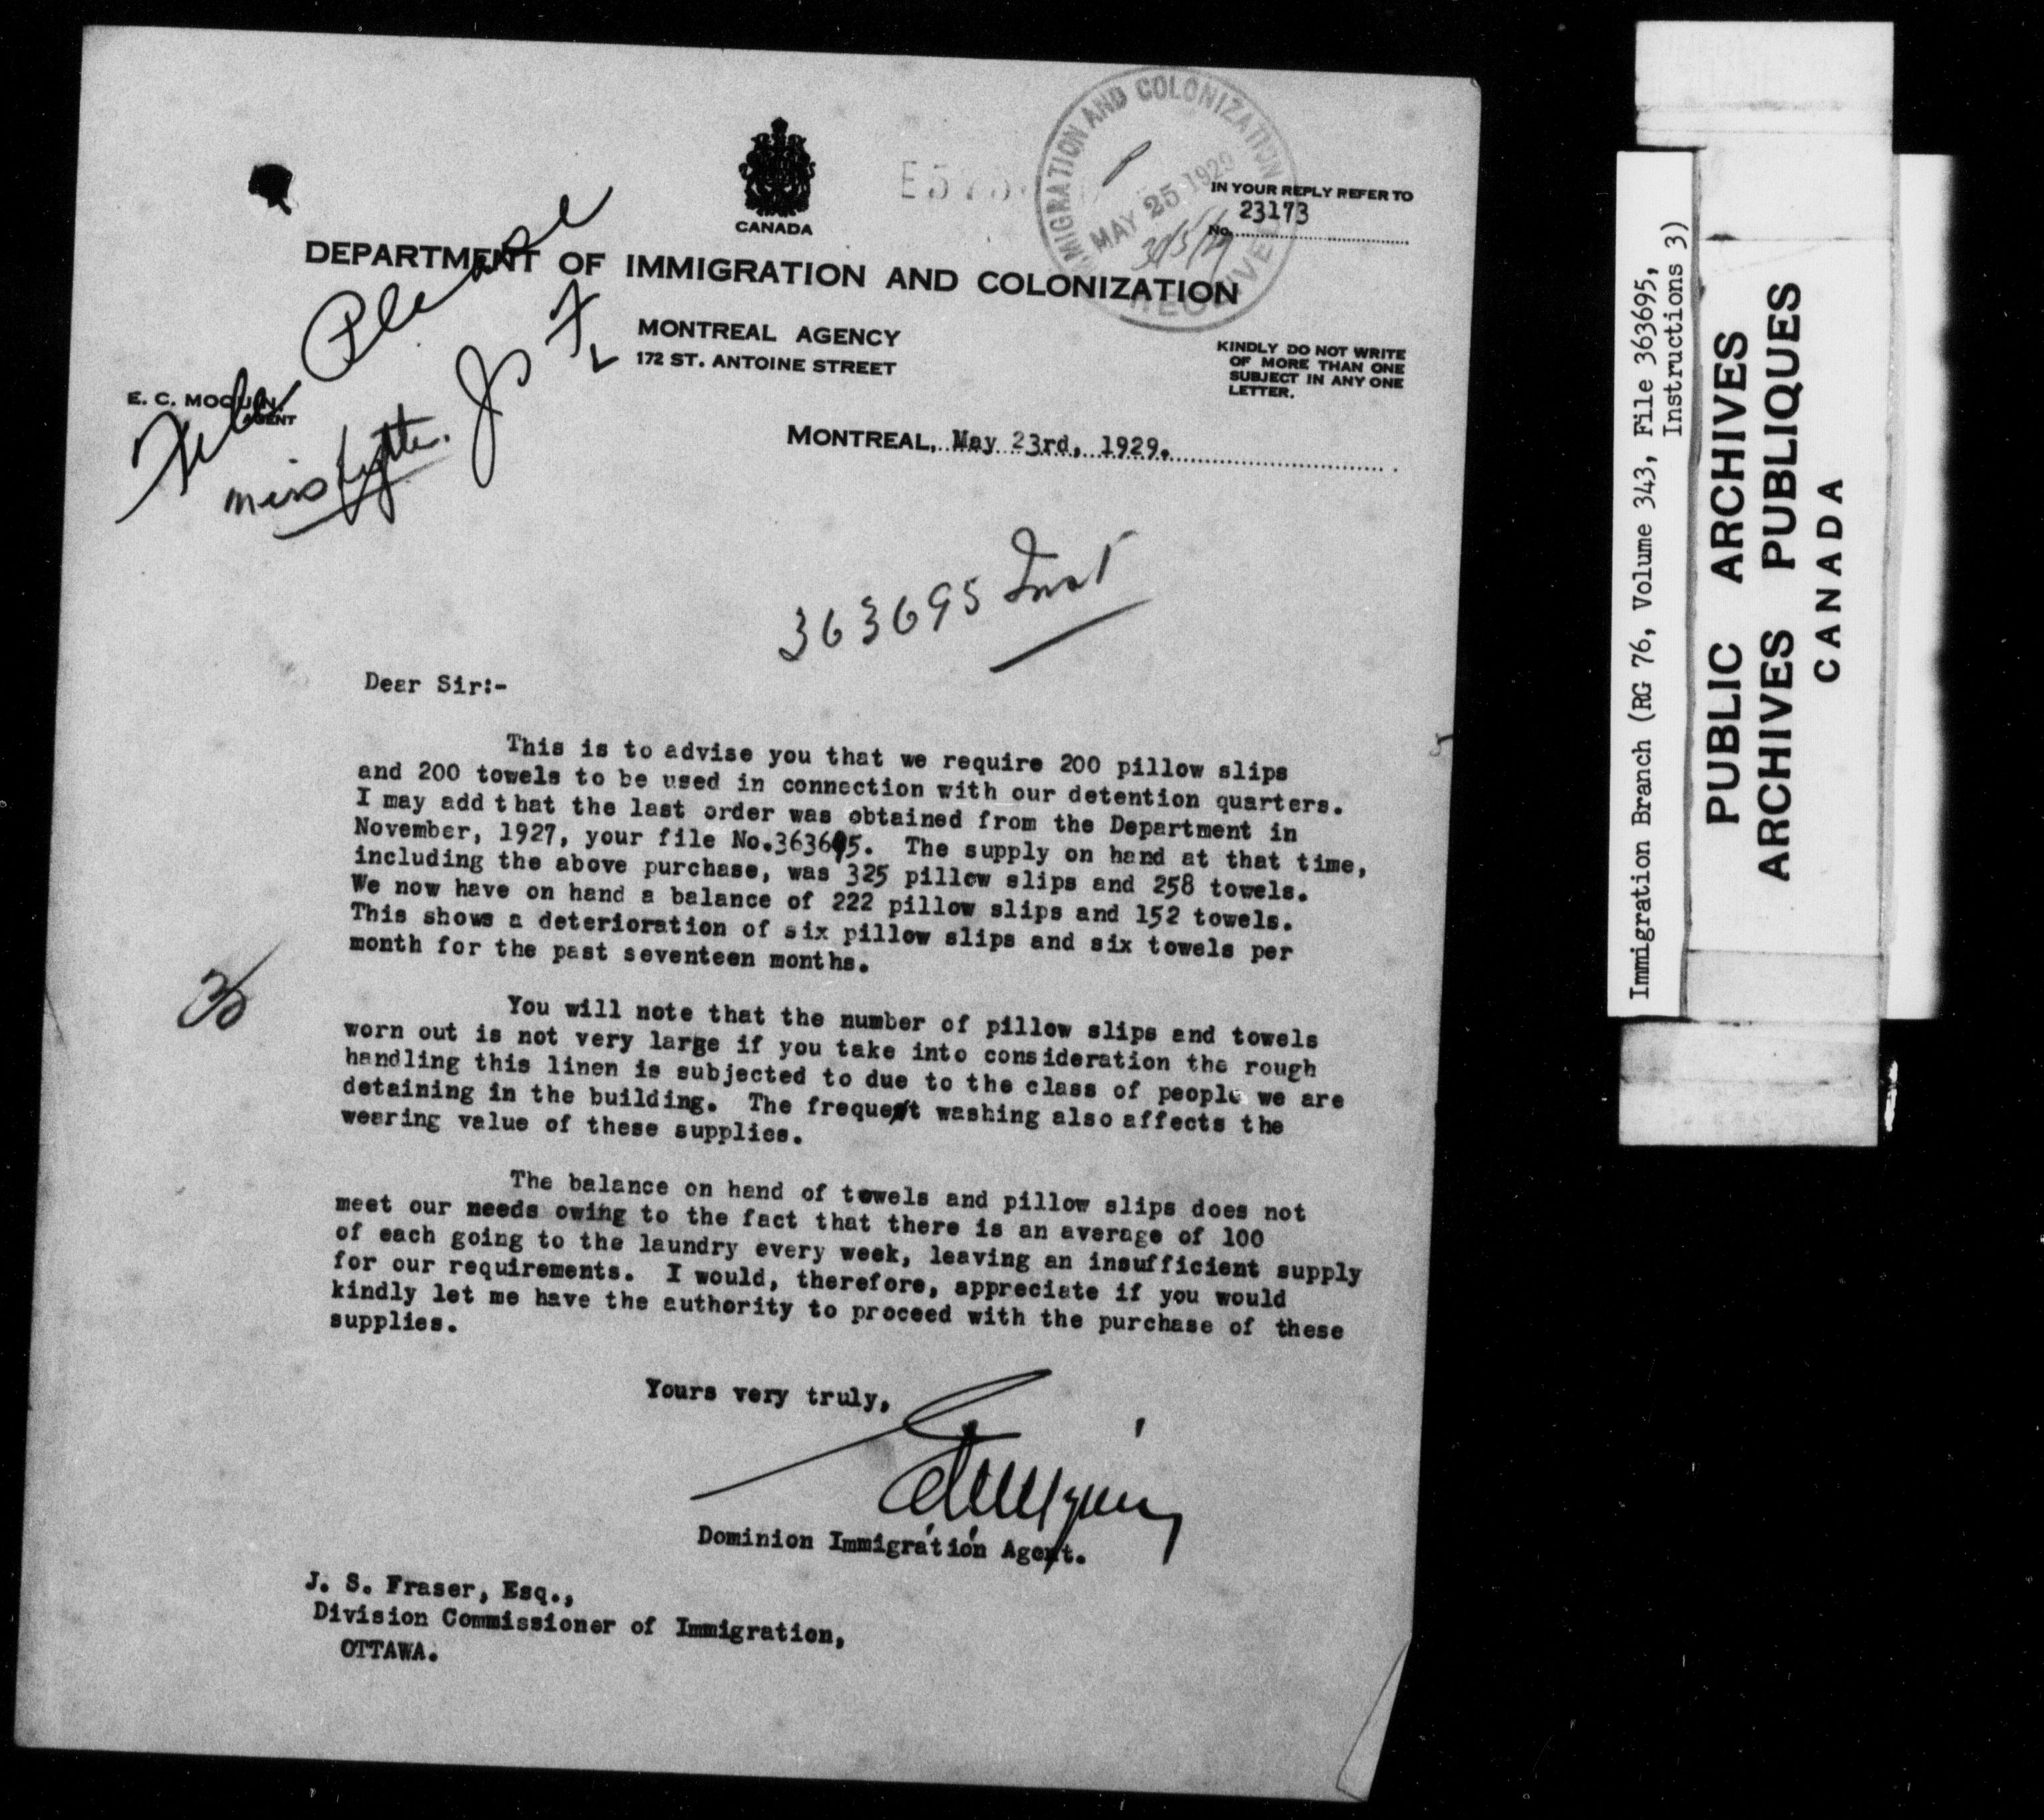 CANADA
IMMIGRATION AND COLONIZATION
MAY 25 1929
RECEIVED
IN YOUR REPLY REFER TO
No. 23173
DEPARTMENT OF IMMIGRATION AND COLONIZATION
MONTREAL AGENCY
172 ST. ANTOINE STREET
KINDLY DO NOT WRITE
OF MORE THAN ONE
SUBJECT IN ANY ONE
LETTER.
E. C. MOQUIN,
AGENT
File Please
Miss
MONTREAL, May 23rd, 1929.
363695 Inst
Dear Sir:-
This is to advise you that we require 200 pillow slips
and 200 towels to be used in connection with our detention quarters.
I may add that the last order was obtained from the Department in
November, 1927, your file No.363695. The supply on hand at that time,
including the above purchase, was 325 pillow slips and 258 towels.
We now have on hand a balance of 222 pillow slips and 152 towels.
This shows a deterioration of six pillow slips and six towels per
month for the past seventeen months.
You will note that the number of pillow slips and towels
worn out is not very large if you take into consideration the rough
handling this linen is subjected to due to the class of people we are
detaining in the building. The frequent washing also affects the
wearing value of these supplies.
The balance on hand of towels and pillow slips does not
meet our needs owing to the fact that there is an average of 100
of each going to the laundry every week, leaving an insufficient supply
for our requirements. I would, therefore, appreciate if you would
kindly let me have the authority to proceed with the purchase of these
supplies.
Yours very truly,
Dominion Immigration Agent.
J. S. Fraser, Esq.,
Division Commissioner of Immigration,
OTTAWA.
Immigration Branch (RG 76, Volume 343, File 363695,
Instructions 3)
PUBLIC ARCHIVES
ARCHIVES PUBLIQUES
CANADA